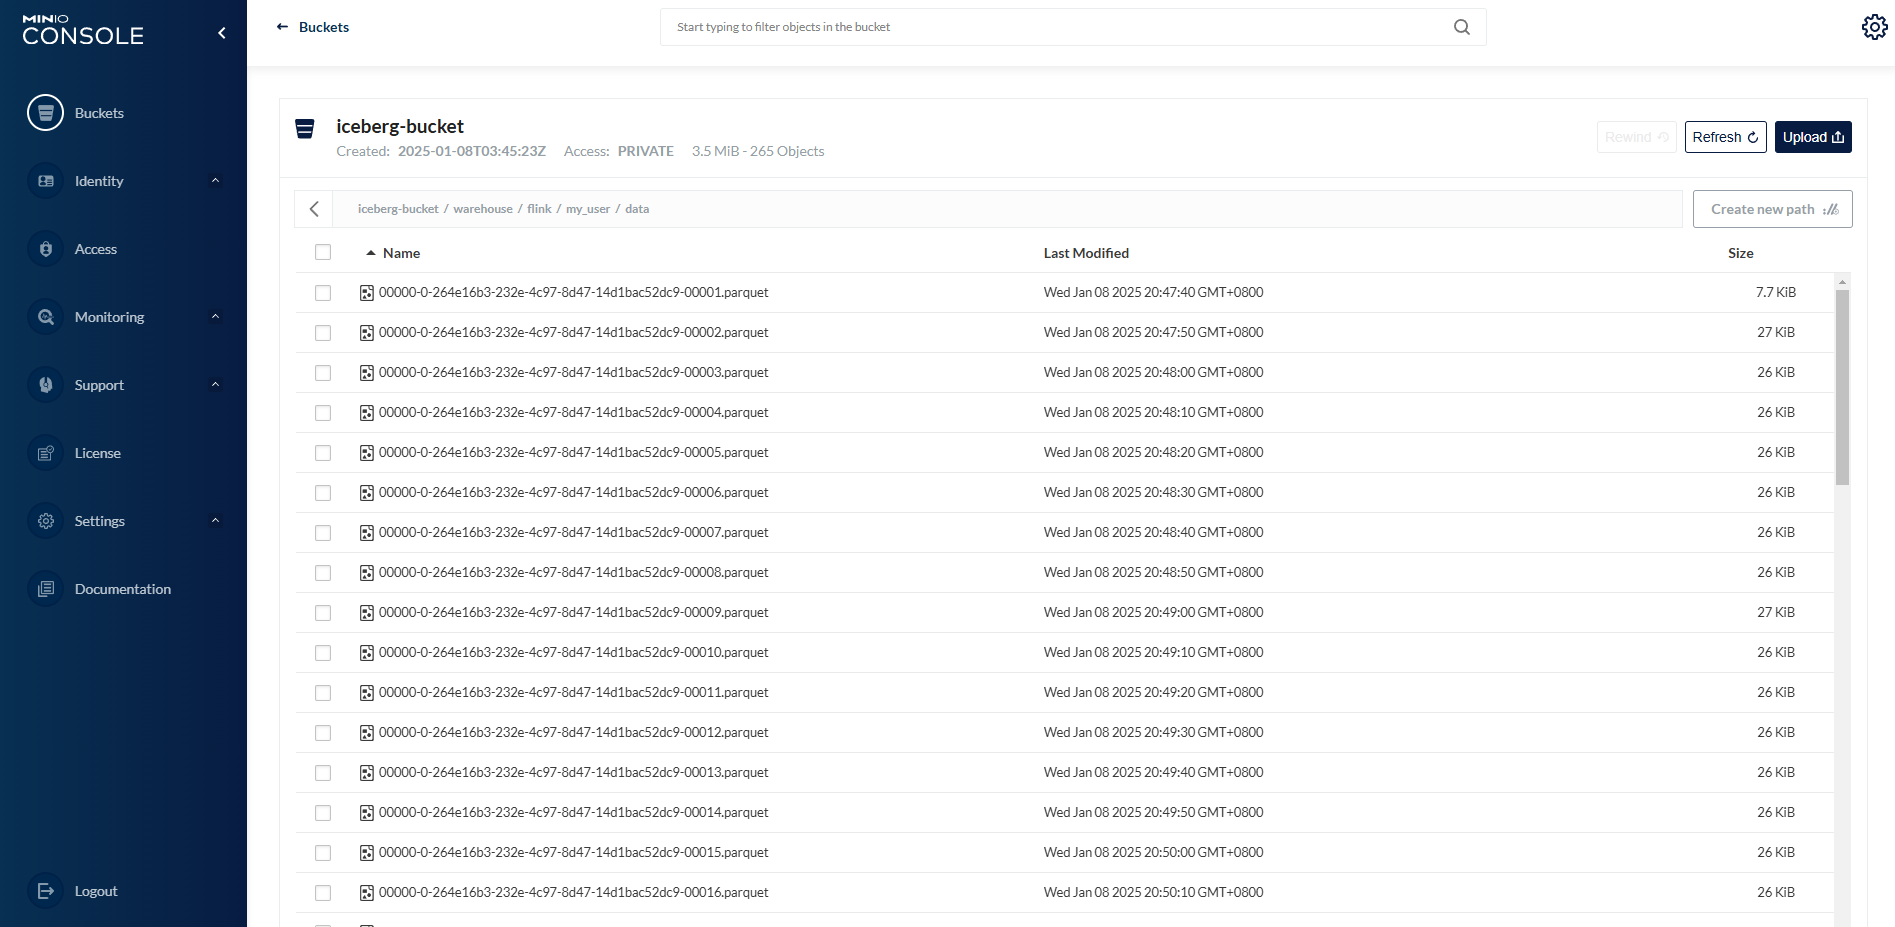 MINIO
CONSOLE
Buckets
Identity
Access
Monitoring
Support
License
Settings
Documentation
Logout
← Buckets
Start typing to filter objects in the bucket
iceberg-bucket
Created: 2025-01-08T03:45:23Z Access: PRIVATE 3.5 MiB - 265 Objects
Rewind
Refresh
Upload
iceberg-bucket / warehouse / flink / my_user / data
Create new path
Name Last Modified Size
00000-0-264e16b3-232e-4c97-8d47-14d1bac52dc9-00001.parquet Wed Jan 08 2025 20:47:40 GMT+0800 7.7 KiB
00000-0-264e16b3-232e-4c97-8d47-14d1bac52dc9-00002.parquet Wed Jan 08 2025 20:47:50 GMT+0800 27 KiB
00000-0-264e16b3-232e-4c97-8d47-14d1bac52dc9-00003.parquet Wed Jan 08 2025 20:48:00 GMT+0800 26 KiB
00000-0-264e16b3-232e-4c97-8d47-14d1bac52dc9-00004.parquet Wed Jan 08 2025 20:48:10 GMT+0800 26 KiB
00000-0-264e16b3-232e-4c97-8d47-14d1bac52dc9-00005.parquet Wed Jan 08 2025 20:48:20 GMT+0800 26 KiB
00000-0-264e16b3-232e-4c97-8d47-14d1bac52dc9-00006.parquet Wed Jan 08 2025 20:48:30 GMT+0800 26 KiB
00000-0-264e16b3-232e-4c97-8d47-14d1bac52dc9-00007.parquet Wed Jan 08 2025 20:48:40 GMT+0800 26 KiB
00000-0-264e16b3-232e-4c97-8d47-14d1bac52dc9-00008.parquet Wed Jan 08 2025 20:48:50 GMT+0800 26 KiB
00000-0-264e16b3-232e-4c97-8d47-14d1bac52dc9-00009.parquet Wed Jan 08 2025 20:49:00 GMT+0800 27 KiB
00000-0-264e16b3-232e-4c97-8d47-14d1bac52dc9-00010.parquet Wed Jan 08 2025 20:49:10 GMT+0800 26 KiB
00000-0-264e16b3-232e-4c97-8d47-14d1bac52dc9-00011.parquet Wed Jan 08 2025 20:49:20 GMT+0800 26 KiB
00000-0-264e16b3-232e-4c97-8d47-14d1bac52dc9-00012.parquet Wed Jan 08 2025 20:49:30 GMT+0800 26 KiB
00000-0-264e16b3-232e-4c97-8d47-14d1bac52dc9-00013.parquet Wed Jan 08 2025 20:49:40 GMT+0800 26 KiB
00000-0-264e16b3-232e-4c97-8d47-14d1bac52dc9-00014.parquet Wed Jan 08 2025 20:49:50 GMT+0800 26 KiB
00000-0-264e16b3-232e-4c97-8d47-14d1bac52dc9-00015.parquet Wed Jan 08 2025 20:50:00 GMT+0800 26 KiB
00000-0-264e16b3-232e-4c97-8d47-14d1bac52dc9-00016.parquet Wed Jan 08 2025 20:50:10 GMT+0800 26 KiB